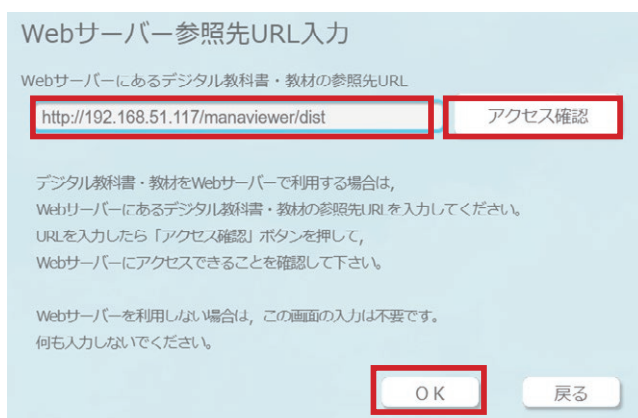 Webサーバー参照先URL入力
Webサーバーにあるデジタル教科書・教材の参照先URL
http://192.168.51.117/manaviewer/dist
アクセス確認
デジタル教科書・教材をWebサーバーで利用する場合は,
Webサーバーにあるデジタル教科書・教材の参照先URLを入力してください。
URLを入力したら「アクセス確認」ボタンを押して,
Webサーバーにアクセスできることを確認して下さい。
Webサーバーを利用しない場合は, この画面の入力は不要です。
何も入力しないでください。
OK
戻る